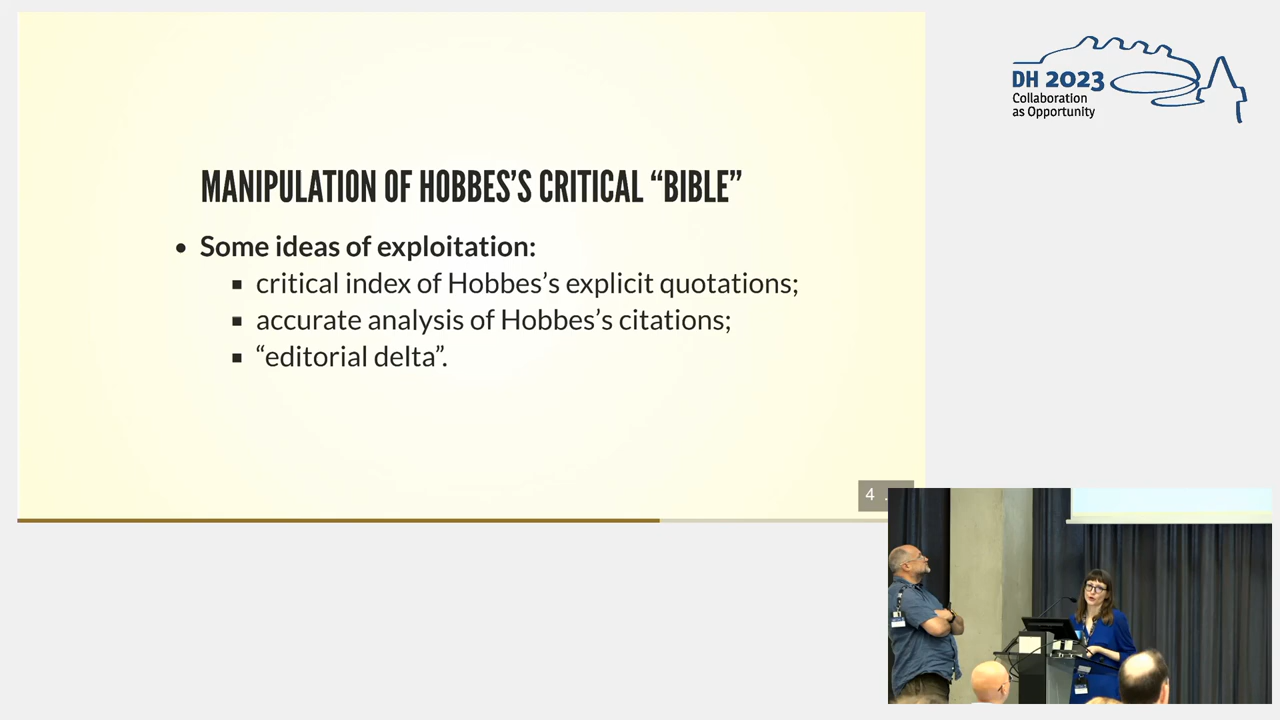 MANIPULATION OF HOBBES'S CRITICAL “BIBLE”
• Some ideas of exploitation:
▪ critical index of Hobbes's explicit quotations;
▪ accurate analysis of Hobbes's citations;
▪ “editorial delta”.
4 .
DH 2023
Collaboration
as Opportunity